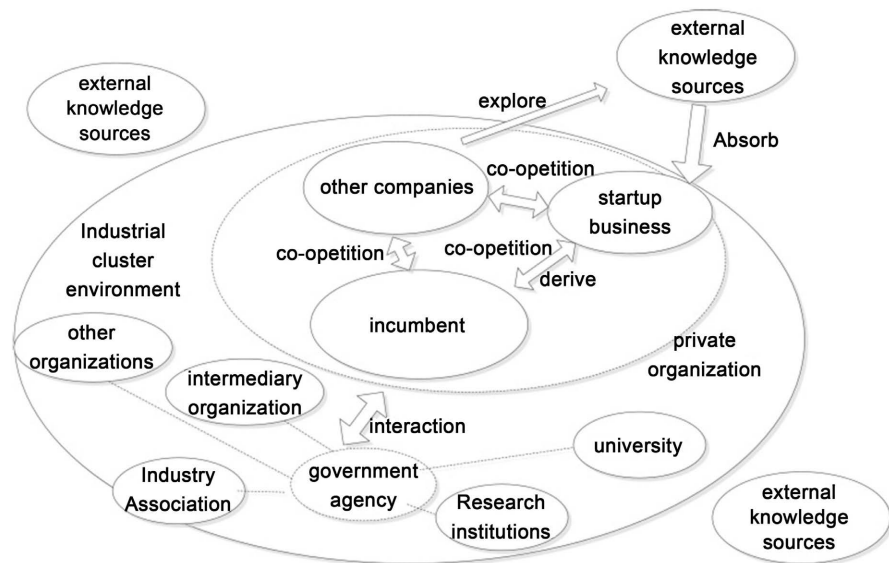 external
knowledge
sources
external
knowledge
sources
explore
Absorb
co-opetition
other companies
startup
business
Industrial
cluster
environment
co-opetition
co-opetition
derive
incumbent
other
organizations
private
organization
intermediary
organization
interaction
university
Industry
Association
government
agency
Research
institutions
external
knowledge
sources